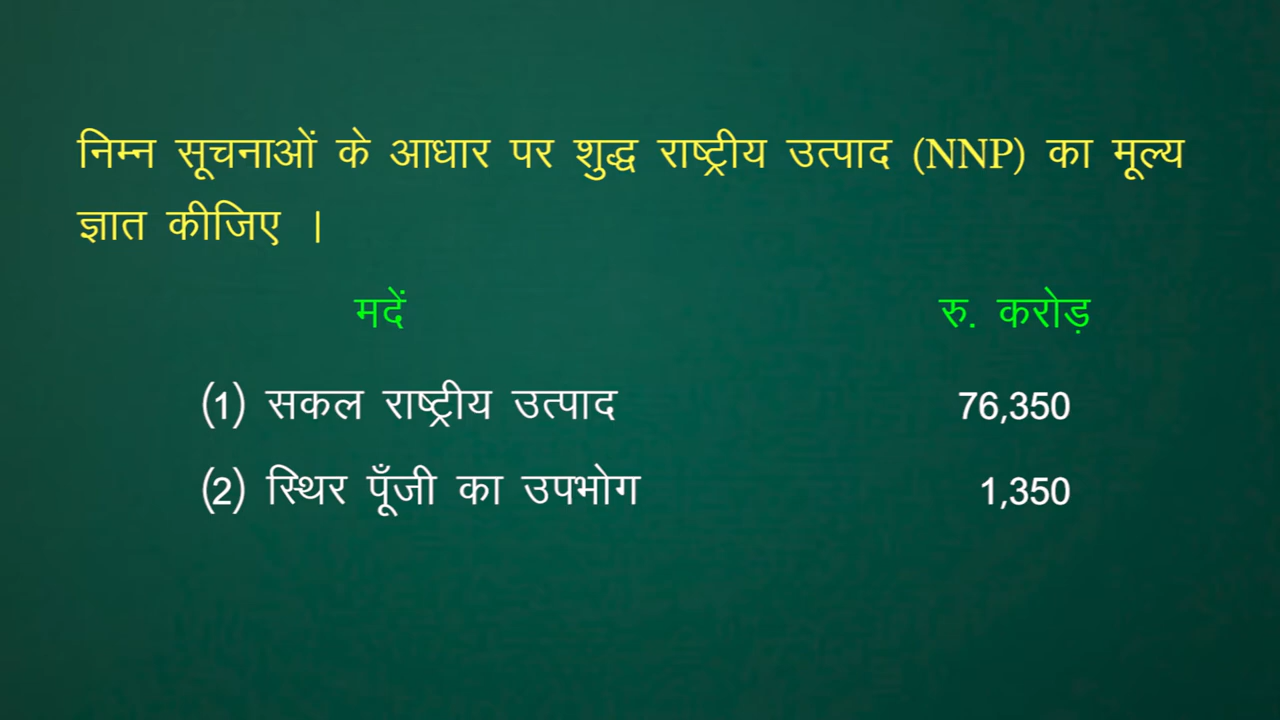 निम्न सूचनाओं के आधार पर शुद्ध राष्ट्रीय उत्पाद (NNP) का मूल्य
ज्ञात कीजिए ।
मदें रु. करोड़
(1) सकल राष्ट्रीय उत्पाद 76,350
(2) स्थिर पूँजी का उपभोग 1,350